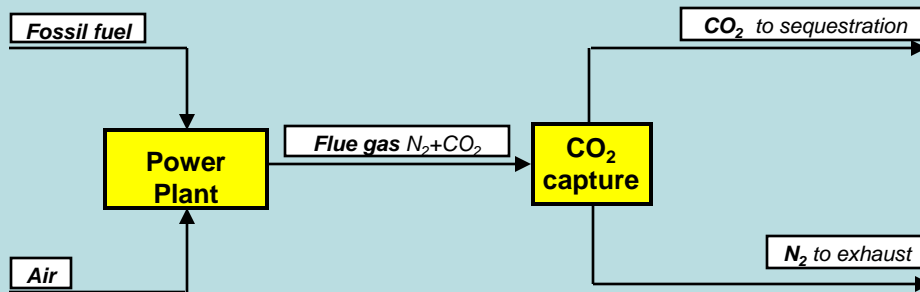 Fossil fuel
CO₂ to sequestration
Power
Plant
Flue gas N₂+CO₂
CO₂
capture
N₂ to exhaust
Air